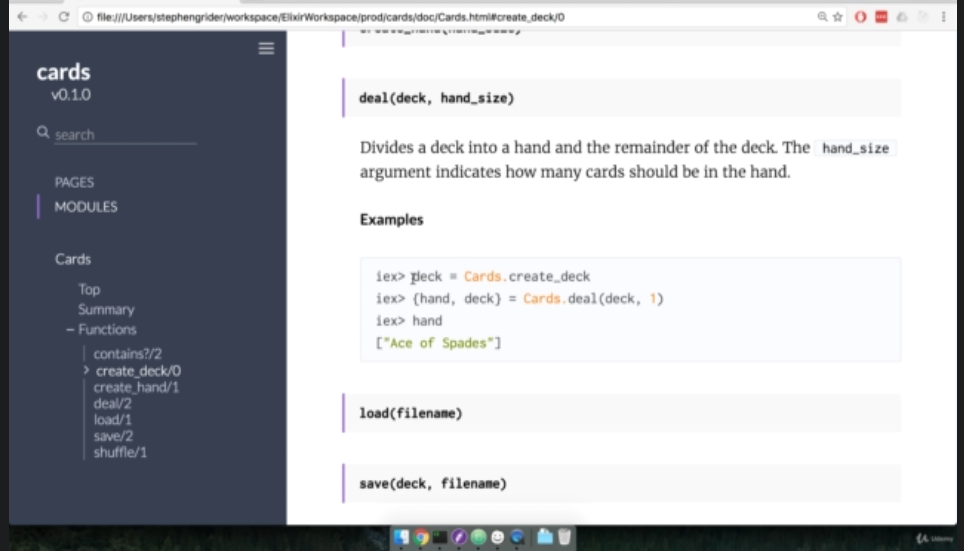 file:///Users/stephengrider/workspace/ElixirWorkspace/prod/cards/doc/Cards.html#create_deck/0
cards
v0.1.0
search
PAGES
MODULES
Cards
Top
Summary
Functions
contains?/2
create_deck/0
create_hand/1
deal/2
load/1
save/2
shuffle/1
create_hand(hand_size)
deal(deck, hand_size)
Divides a deck into a hand and the remainder of the deck. The hand_size
argument indicates how many cards should be in the hand.
Examples
iex> deck = Cards.create_deck
iex> {hand, deck} = Cards.deal(deck, 1)
iex> hand
["Ace of Spades"]
load(filename)
save(deck, filename)
Udemy